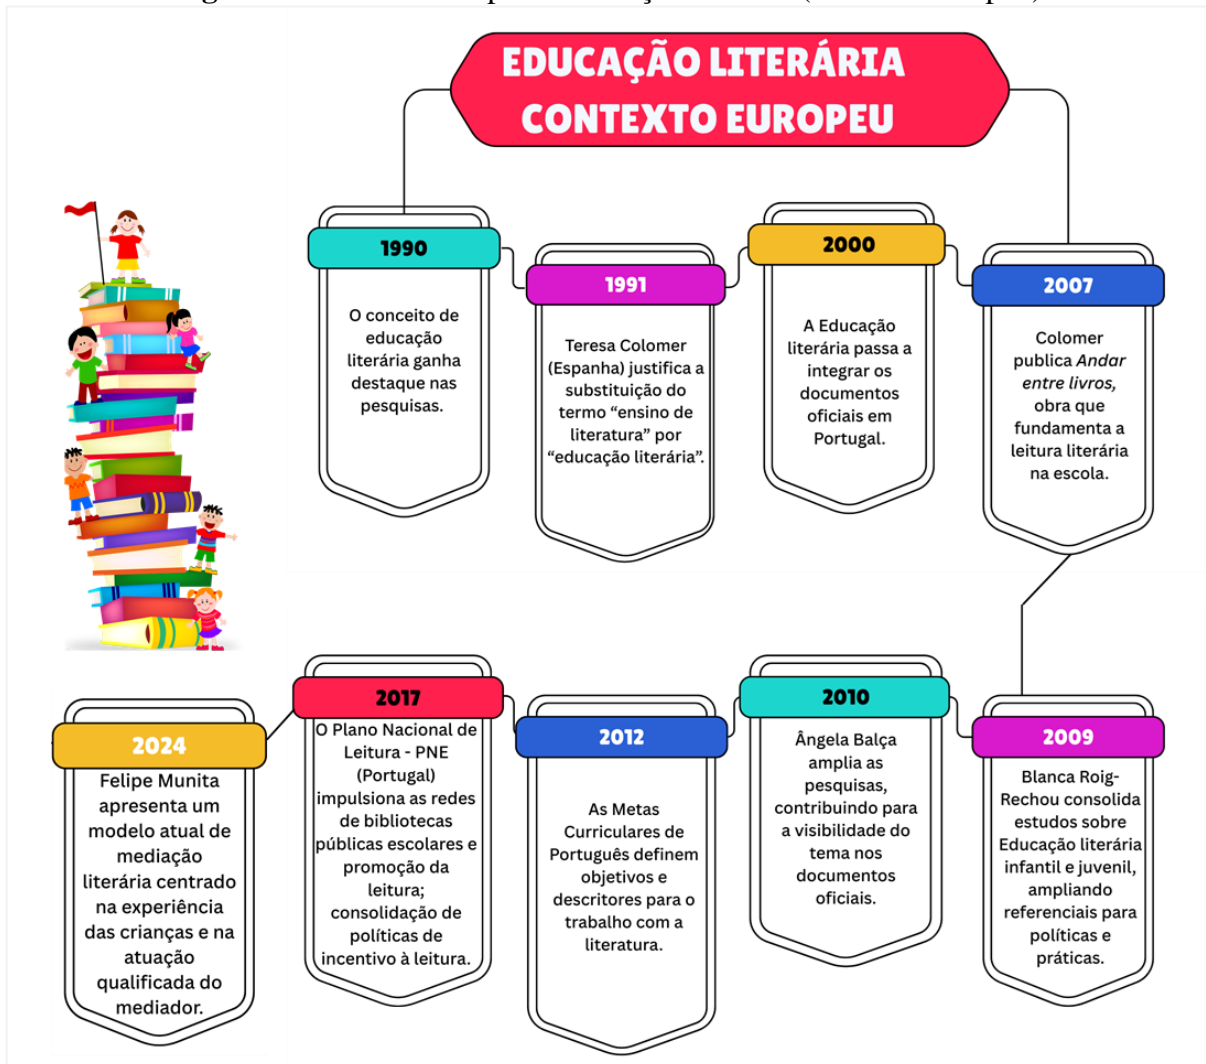 EDUCAÇÃO LITERÁRIA
CONTEXTO EUROPEU
1990
O conceito de
educação
literária ganha
destaque nas
pesquisas.
1991
Teresa Colomer
(Espanha) justifica a
substituição do
termo “ensino de
literatura” por
“educação literária”.
2000
A Educação
literária passa a
integrar os
documentos
oficiais em
Portugal.
2007
Colomer
publica Andar
entre livros,
obra que
fundamenta a
leitura literária
na escola.
2009
Blanca Roig-
Rechou consolida
estudos sobre
Educação literária
infantil e juvenil,
ampliando
referenciais para
políticas e
práticas.
2010
Ângela Balça
amplia as
pesquisas,
contribuindo para
a visibilidade do
tema nos
documentos
oficiais.
2012
As Metas
Curriculares de
Português definem
objetivos e
descritores para o
trabalho com a
literatura.
2017
O Plano Nacional de
Leitura - PNE
(Portugal)
impulsiona as redes
de bibliotecas
públicas escolares e
promoção da
leitura;
consolidação de
políticas de
incentivo à leitura.
2024
Felipe Munita
apresenta um
modelo atual de
mediação
literária centrado
na experiência
das crianças e na
atuação
qualificada do
mediador.